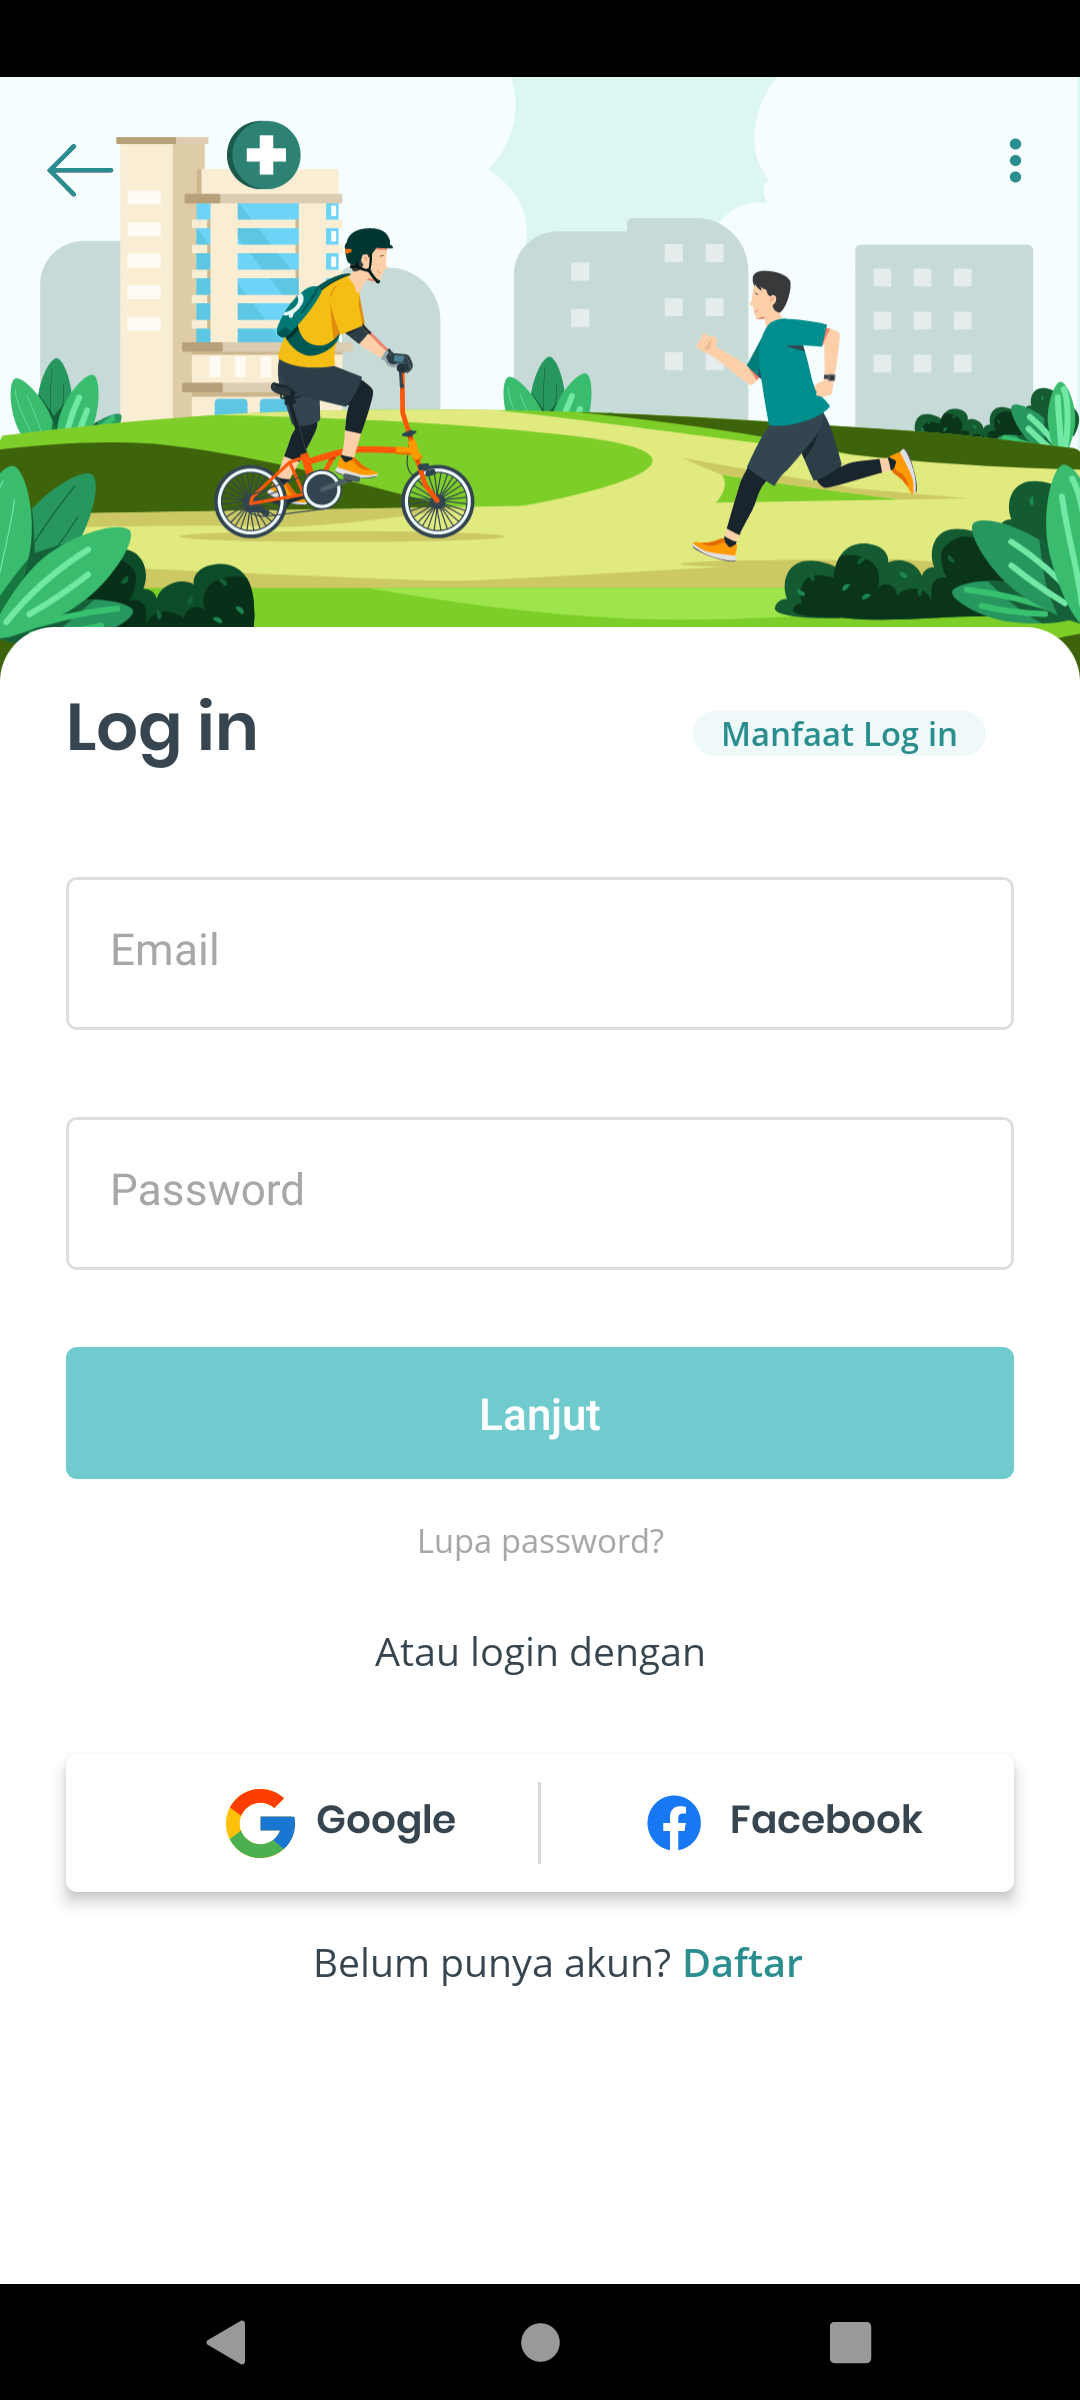 Log in
Manfaat Log in
Email
Password
Lanjut
Lupa password?
Atau login dengan
Google
Facebook
Belum punya akun? Daftar